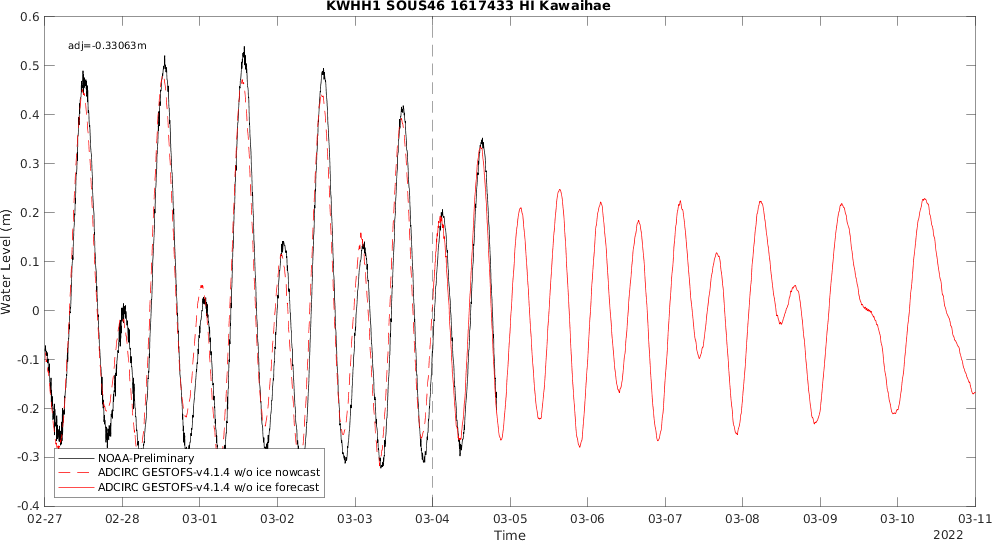 KWHH1 SOUS46 1617433 HI Kawaihae
adj=-0.33063m
0.6
0.5
0.4
0.3
0.2
0.1
0
-0.1
-0.2
-0.3
-0.4
Water Level (m)
NOAA-Preliminary
ADCIRC GESTOFS-v4.1.4 w/o ice nowcast
ADCIRC GESTOFS-v4.1.4 w/o ice forecast
02-27 02-28 03-01 03-02 03-03 03-04 03-05 03-06 03-07 03-08 03-09 03-10 03-11
Time
2022